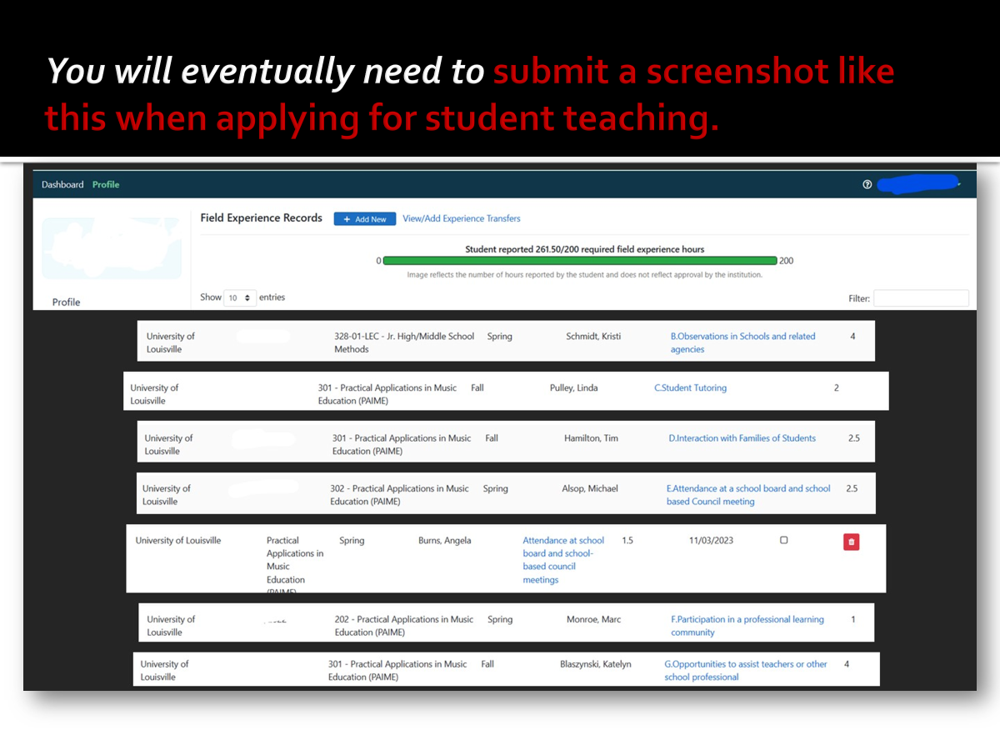 You will eventually need to submit a screenshot like
this when applying for student teaching.
Dashboard Profile
Field Experience Records + Add New View/Add Experience Transfers
Student reported 261.50/200 required field experience hours
0 200
Image reflects the number of hours reported by the student and does not reflect approval by the institution.
Show 10 entries Filter:
Profile
University of 328-01-LEC - Jr. High/Middle School Spring Schmidt, Kristi B.Observations in Schools and related 4
Louisville Methods agencies
University of 301 - Practical Applications in Music Fall Pulley, Linda C.Student Tutoring 2
Louisville Education (PAIME)
University of 301 - Practical Applications in Music Fall Hamilton, Tim D.Interaction with Families of Students 2.5
Louisville Education (PAIME)
University of 302 - Practical Applications in Music Spring Alsop, Michael E.Attendance at a school board and school 2.5
Louisville Education (PAIME) based Council meeting
University of Louisville Practical Spring Burns, Angela Attendance at school 1.5 11/03/2023
Applications in board and school-
Music based council
Education meetings
(PAIME)
University of 202 - Practical Applications in Music Spring Monroe, Marc F.Participation in a professional learning 1
Louisville Education (PAIME) community
University of 301 - Practical Applications in Music Fall Blaszynski, Katelyn G.Opportunities to assist teachers or other 4
Louisville Education (PAIME) school professional